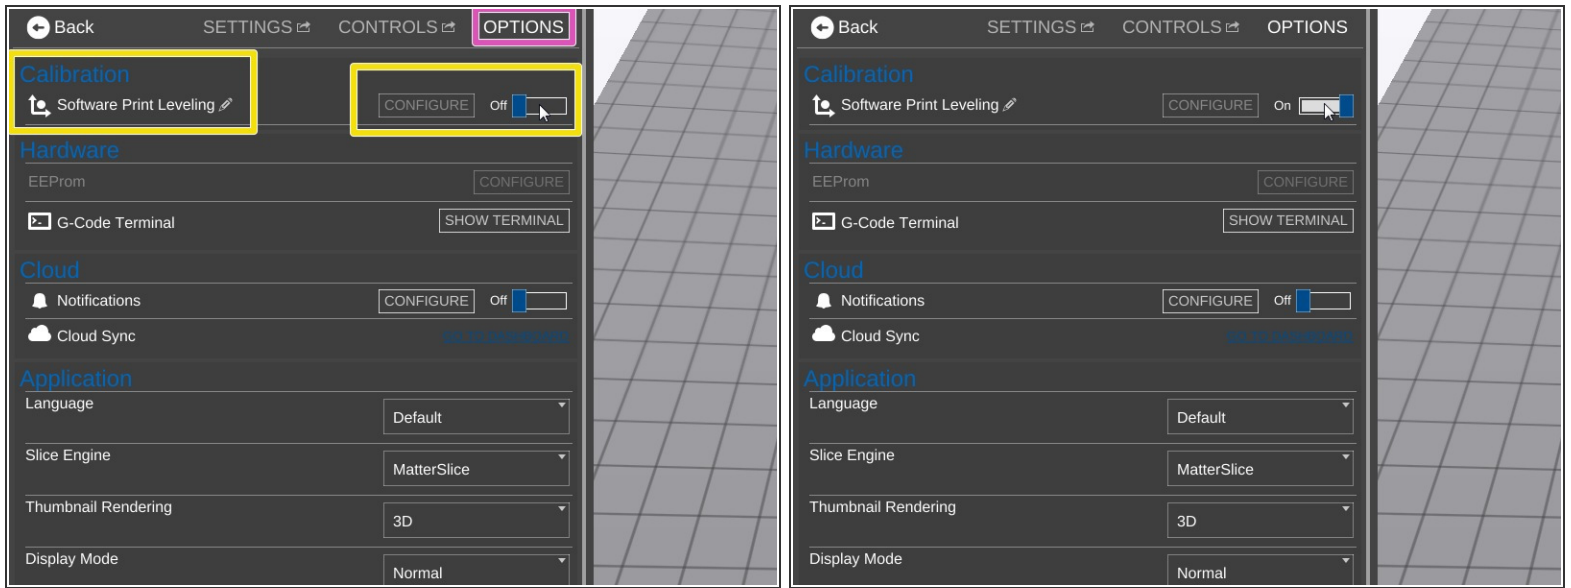 Back SETTINGS CONTROLS OPTIONS
Calibration
Software Print Leveling CONFIGURE Off
Hardware
EEProm CONFIGURE
G-Code Terminal SHOW TERMINAL
Cloud
Notifications CONFIGURE Off
Cloud Sync
Application
Language
Default
Slice Engine
MatterSlice
Thumbnail Rendering
3D
Display Mode
Normal
Back SETTINGS CONTROLS OPTIONS
Calibration
Software Print Leveling CONFIGURE On
Hardware
EEProm CONFIGURE
G-Code Terminal SHOW TERMINAL
Cloud
Notifications CONFIGURE Off
Cloud Sync
Application
Language
Default
Slice Engine
MatterSlice
Thumbnail Rendering
3D
Display Mode
Normal